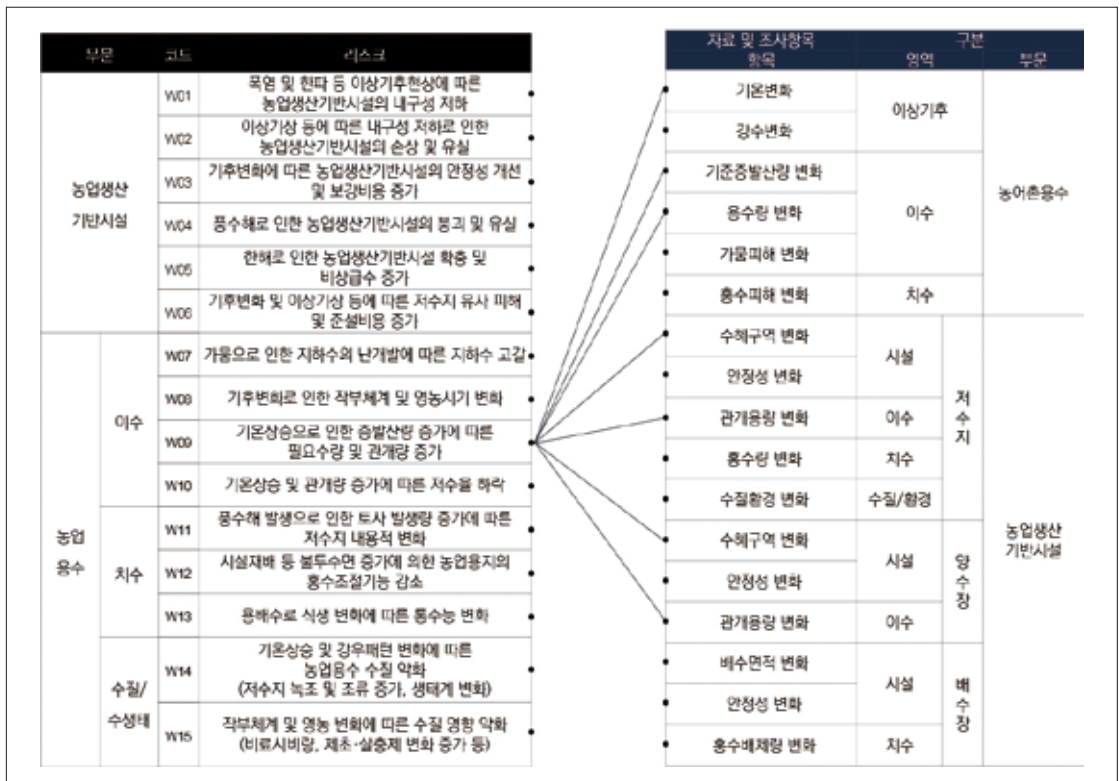 부문 코드 리스크
농업생산
기반시설
W01 폭염 및 한파 등 이상기후현상에 따른
농업생산기반시설의 내구성 저하
W02 이상기상 등에 따른 내구성 저하로 인한
농업생산기반시설의 손상 및 유실
W03 기후변화에 따른 농업생산기반시설의 안정성 개선
및 보강비용 증가
W04 풍수해로 인한 농업생산기반시설의 붕괴 및 유실
W05 한해로 인한 농업생산기반시설 확충 및
비상급수 증가
W06 기후변화 및 이상기상 등에 따른 저수지 유사 피해
및 준설비용 증가
농업
용수
이수
W07 가뭄으로 인한 지하수의 난개발에 따른 지하수 고갈
W08 기후변화로 인한 작부체계 및 영농시기 변화
W09 기온상승으로 인한 증발산량 증가에 따른
필요수량 및 관개량 증가
W10 기온상승 및 관개량 증가에 따른 저수율 하락
치수
W11 풍수해 발생으로 인한 토사 발생량 증가에 따른
저수지 내용적 변화
W12 시설재배 등 불투수면 증가에 의한 농업용지의
홍수조절기능 감소
W13 용배수로 식생 변화에 따른 통수능 변화
수질/
수생태
W14 기온상승 및 강우패턴 변화에 따른
농업용수 수질 악화
(저수지 녹조 및 조류 증가, 생태계 변화)
W15 작부체계 및 영농 변화에 따른 수질 영향 악화
(비료시비량, 제초·살충제 변화 증가 등)
자료 및 조사항목 구분
항목 영역 부문
기온변화 이상기후 농어촌용수
강수변화
기준증발산량 변화 이수
용수량 변화
가뭄피해 변화
홍수피해 변화 치수
수혜구역 변화 시설 저수지 농업생산
기반시설
안정성 변화
관개용량 변화 이수
홍수량 변화 치수
수질환경 변화 수질/환경
수혜구역 변화 시설 양수장
안정성 변화
관개용량 변화 이수
배수면적 변화 시설 배수장
안정성 변화
홍수배제량 변화 치수